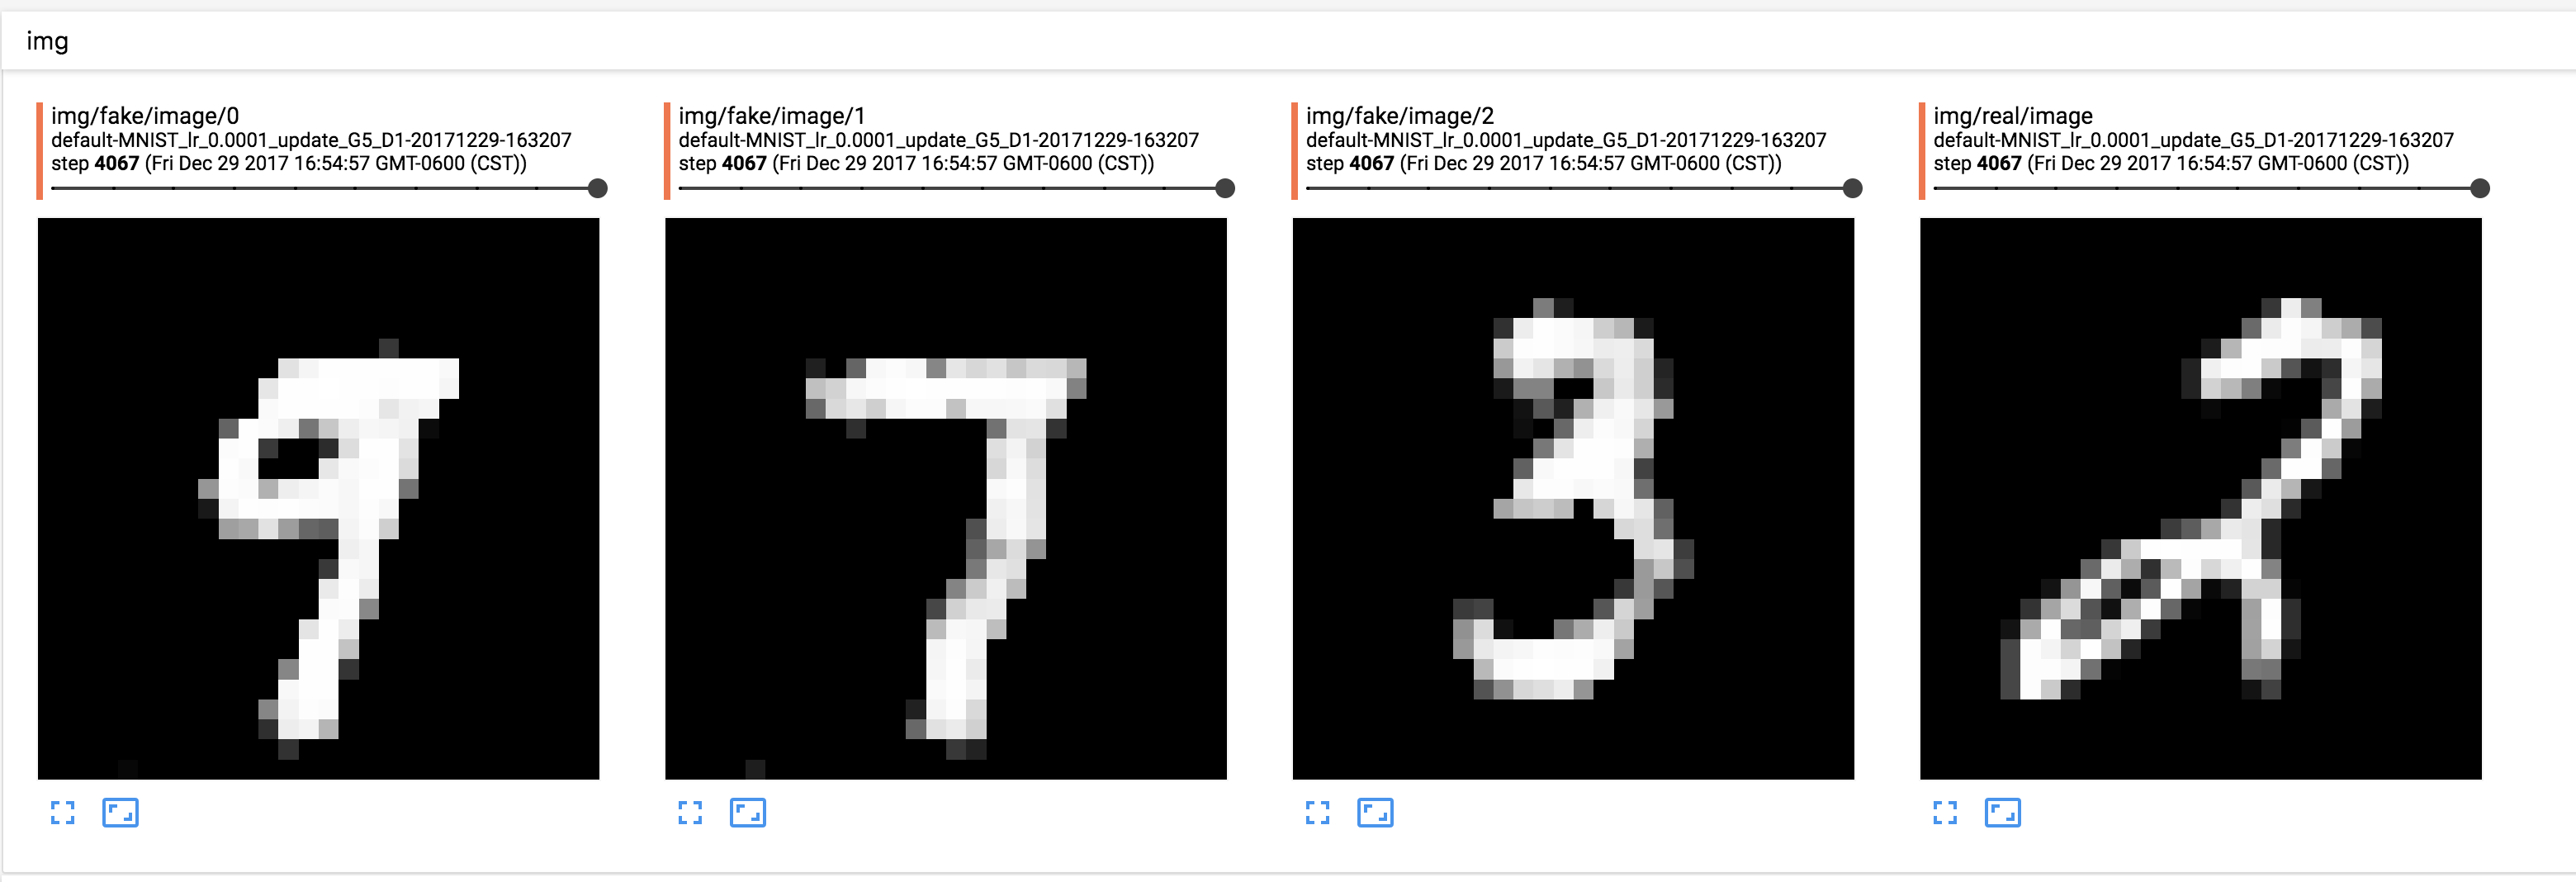 img
img/fake/image/0
default-MNIST_lr_0.0001_update_G5_D1-20171229-163207
step 4067 (Fri Dec 29 2017 16:54:57 GMT-0600 (CST))
img/fake/image/1
default-MNIST_lr_0.0001_update_G5_D1-20171229-163207
step 4067 (Fri Dec 29 2017 16:54:57 GMT-0600 (CST))
img/fake/image/2
default-MNIST_lr_0.0001_update_G5_D1-20171229-163207
step 4067 (Fri Dec 29 2017 16:54:57 GMT-0600 (CST))
img/real/image
default-MNIST_lr_0.0001_update_G5_D1-20171229-163207
step 4067 (Fri Dec 29 2017 16:54:57 GMT-0600 (CST))
9
7
3
2